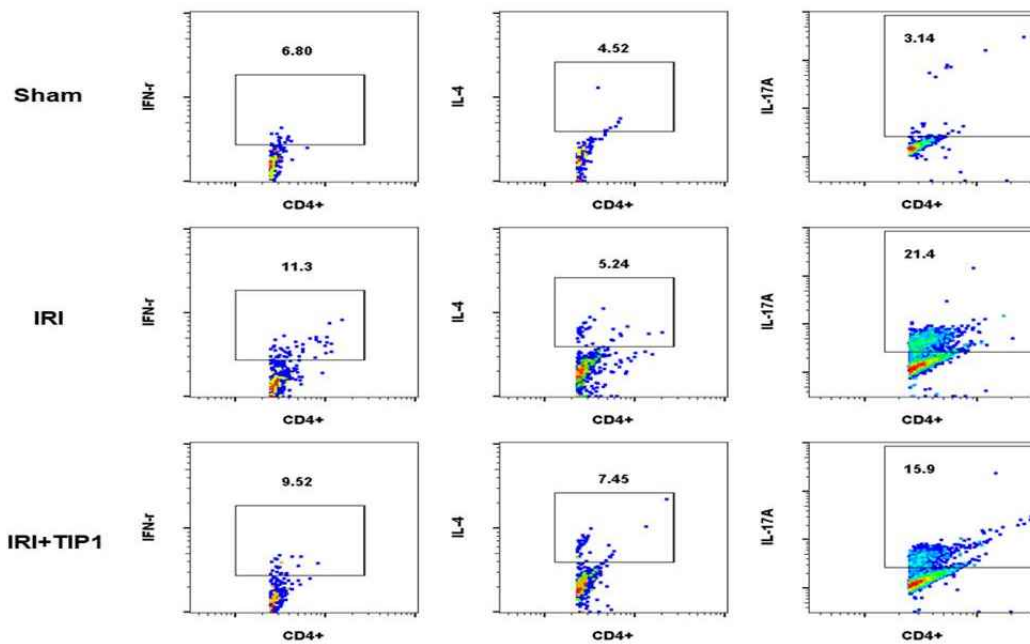 6.80
4.52
3.14
Sham
IFN-r
IL-4
IL-17A
CD4+
CD4+
CD4+
11.3
5.24
21.4
IRI
IFN-r
IL-4
IL-17A
CD4+
CD4+
CD4+
9.52
7.45
15.9
IRI+TIP1
IFN-r
IL-4
IL-17A
CD4+
CD4+
CD4+